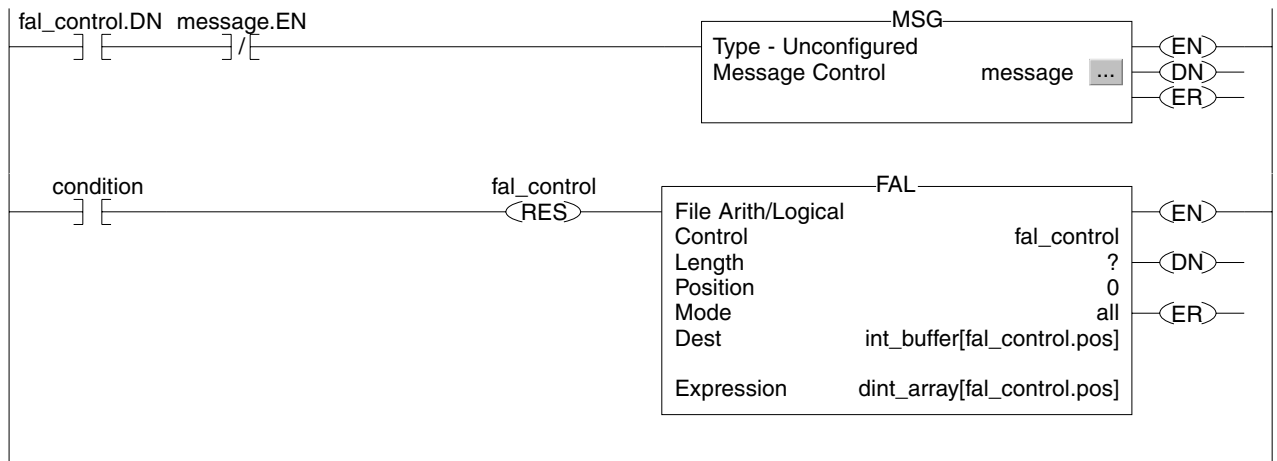 fal_control.DN message.EN
MSG
Type - Unconfigured
Message Control message ...
EN
DN
ER
condition
fal_control
RES
FAL
File Arith/Logical
Control fal_control
Length ?
Position 0
Mode all
Dest int_buffer[fal_control.pos]
Expression dint_array[fal_control.pos]
EN
DN
ER